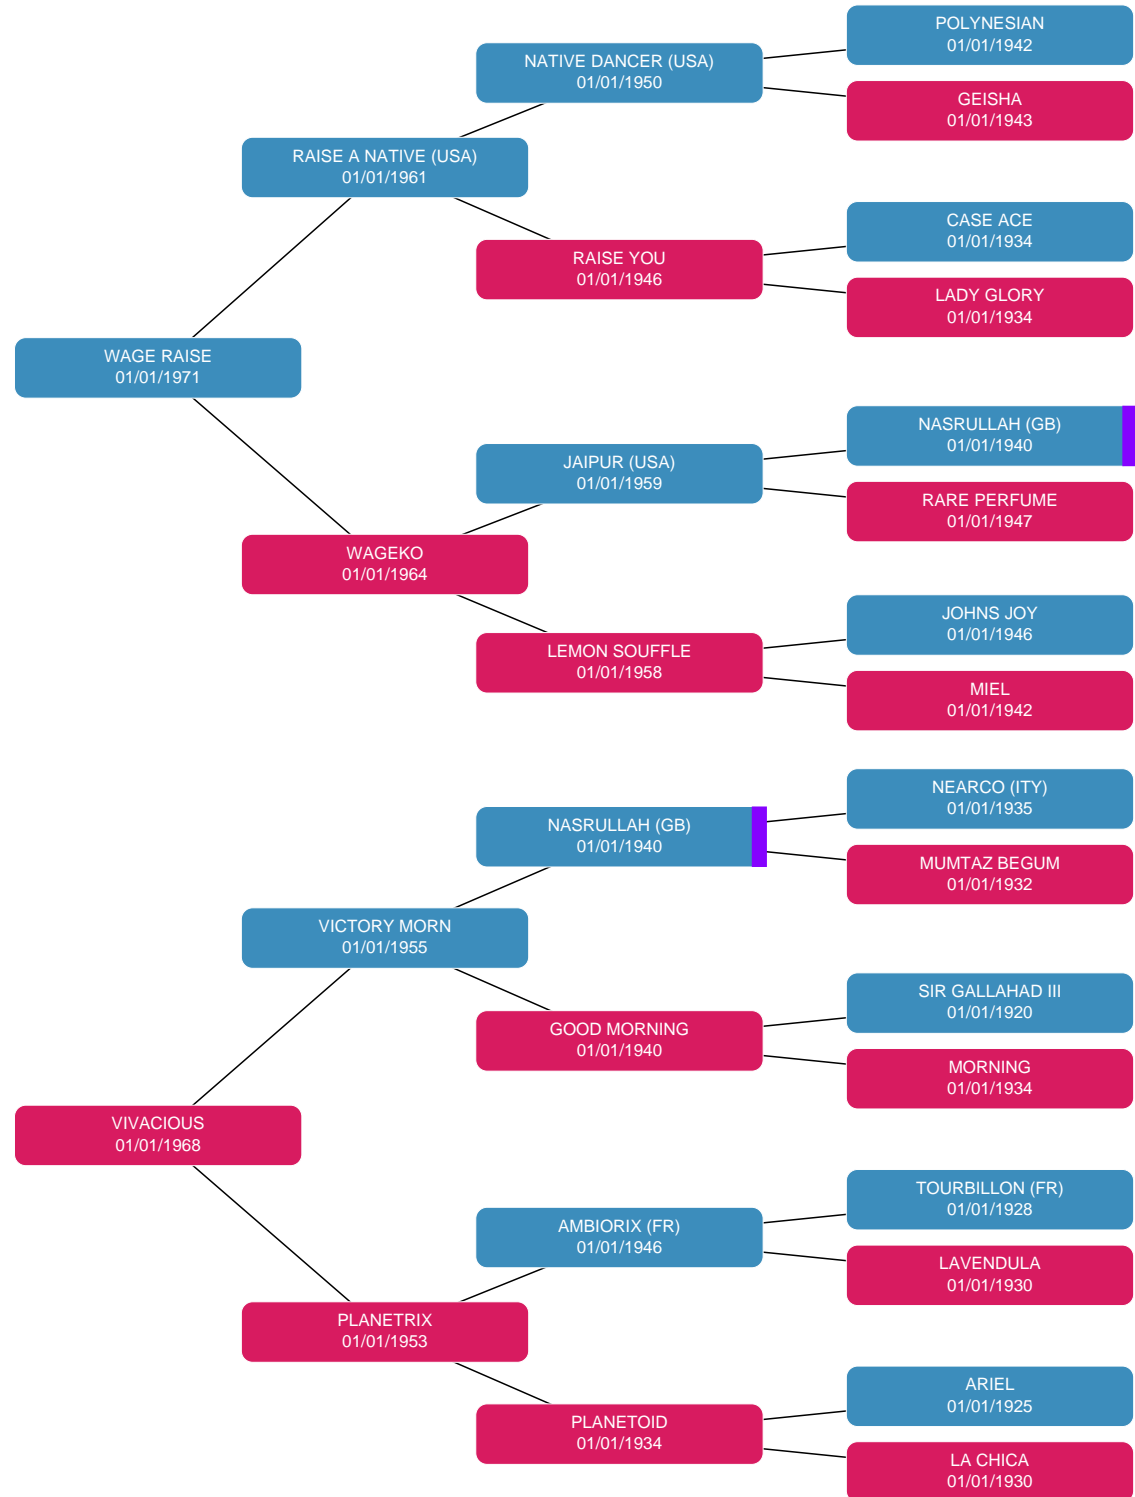 POLYNESIAN
01/01/1942
NATIVE DANCER (USA)
01/01/1950
GEISHA
01/01/1943
RAISE A NATIVE (USA)
01/01/1961
CASE ACE
01/01/1934
RAISE YOU
01/01/1946
LADY GLORY
01/01/1934
WAGE RAISE
01/01/1971
NASRULLAH (GB)
01/01/1940
JAIPUR (USA)
01/01/1959
RARE PERFUME
01/01/1947
WAGEKO
01/01/1964
JOHNS JOY
01/01/1946
LEMON SOUFFLE
01/01/1958
MIEL
01/01/1942
NEARCO (ITY)
01/01/1935
NASRULLAH (GB)
01/01/1940
MUMTAZ BEGUM
01/01/1932
VICTORY MORN
01/01/1955
SIR GALLAHAD III
01/01/1920
GOOD MORNING
01/01/1940
MORNING
01/01/1934
VIVACIOUS
01/01/1968
TOURBILLON (FR)
01/01/1928
AMBIORIX (FR)
01/01/1946
LAVENDULA
01/01/1930
PLANETRIX
01/01/1953
ARIEL
01/01/1925
PLANETOID
01/01/1934
LA CHICA
01/01/1930